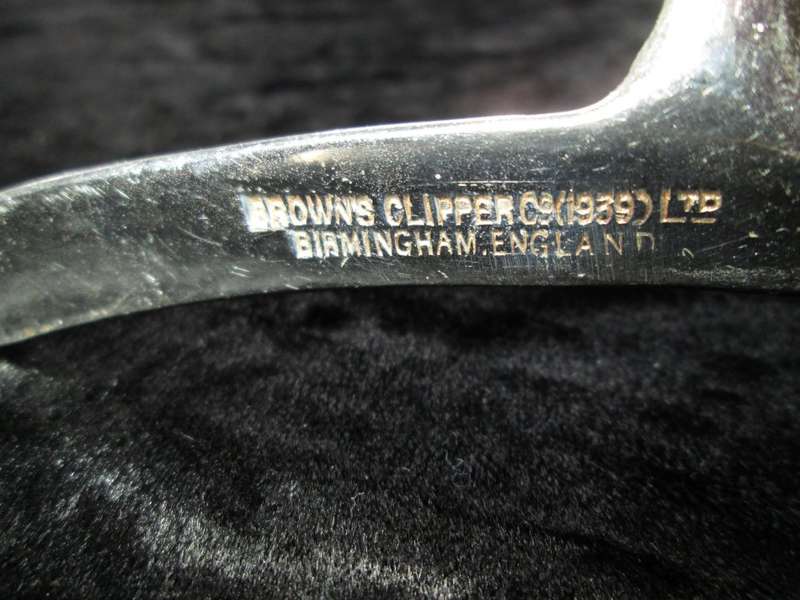 BROWN'S CLIPPER Co. (1939) LTD
BIRMINGHAM. ENGLAND